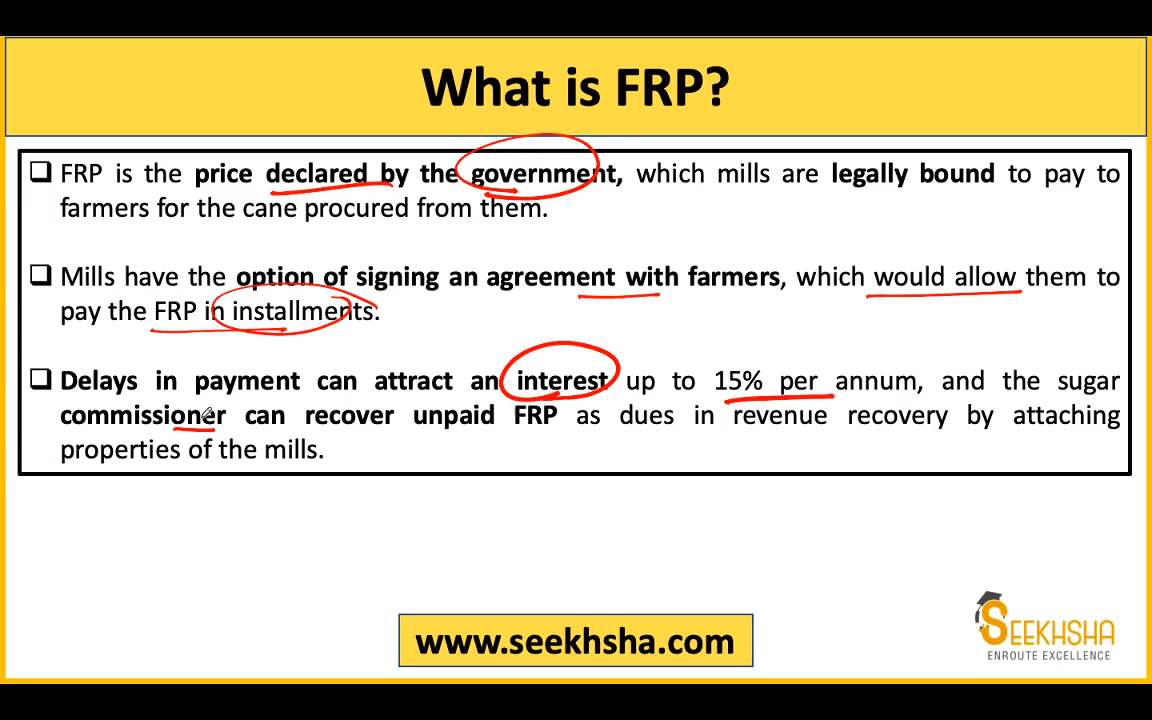 What is FRP?
❑ FRP is the price declared by the government, which mills are legally bound to pay to
farmers for the cane procured from them.
❑ Mills have the option of signing an agreement with farmers, which would allow them to
pay the FRP in installments.
❑ Delays in payment can attract an interest up to 15% per annum, and the sugar
commissioner can recover unpaid FRP as dues in revenue recovery by attaching
properties of the mills.
www.seekhsha.com
SEEKHSHA
ENROUTE EXCELLENCE